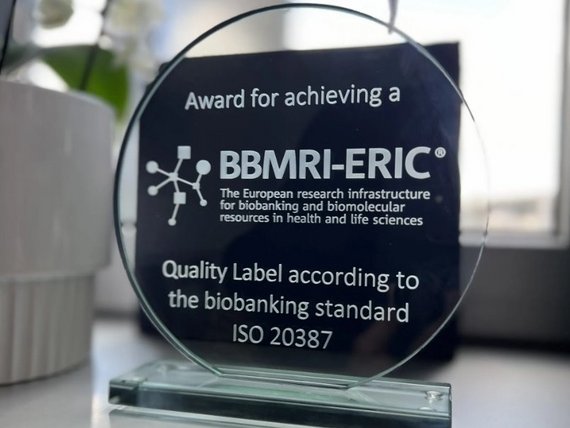 Award for achieving a
BBMRI-ERIC®
The European research infrastructure
for biobanking and biomolecular
resources in health and life sciences
Quality Label according to
the biobanking standard
ISO 20387